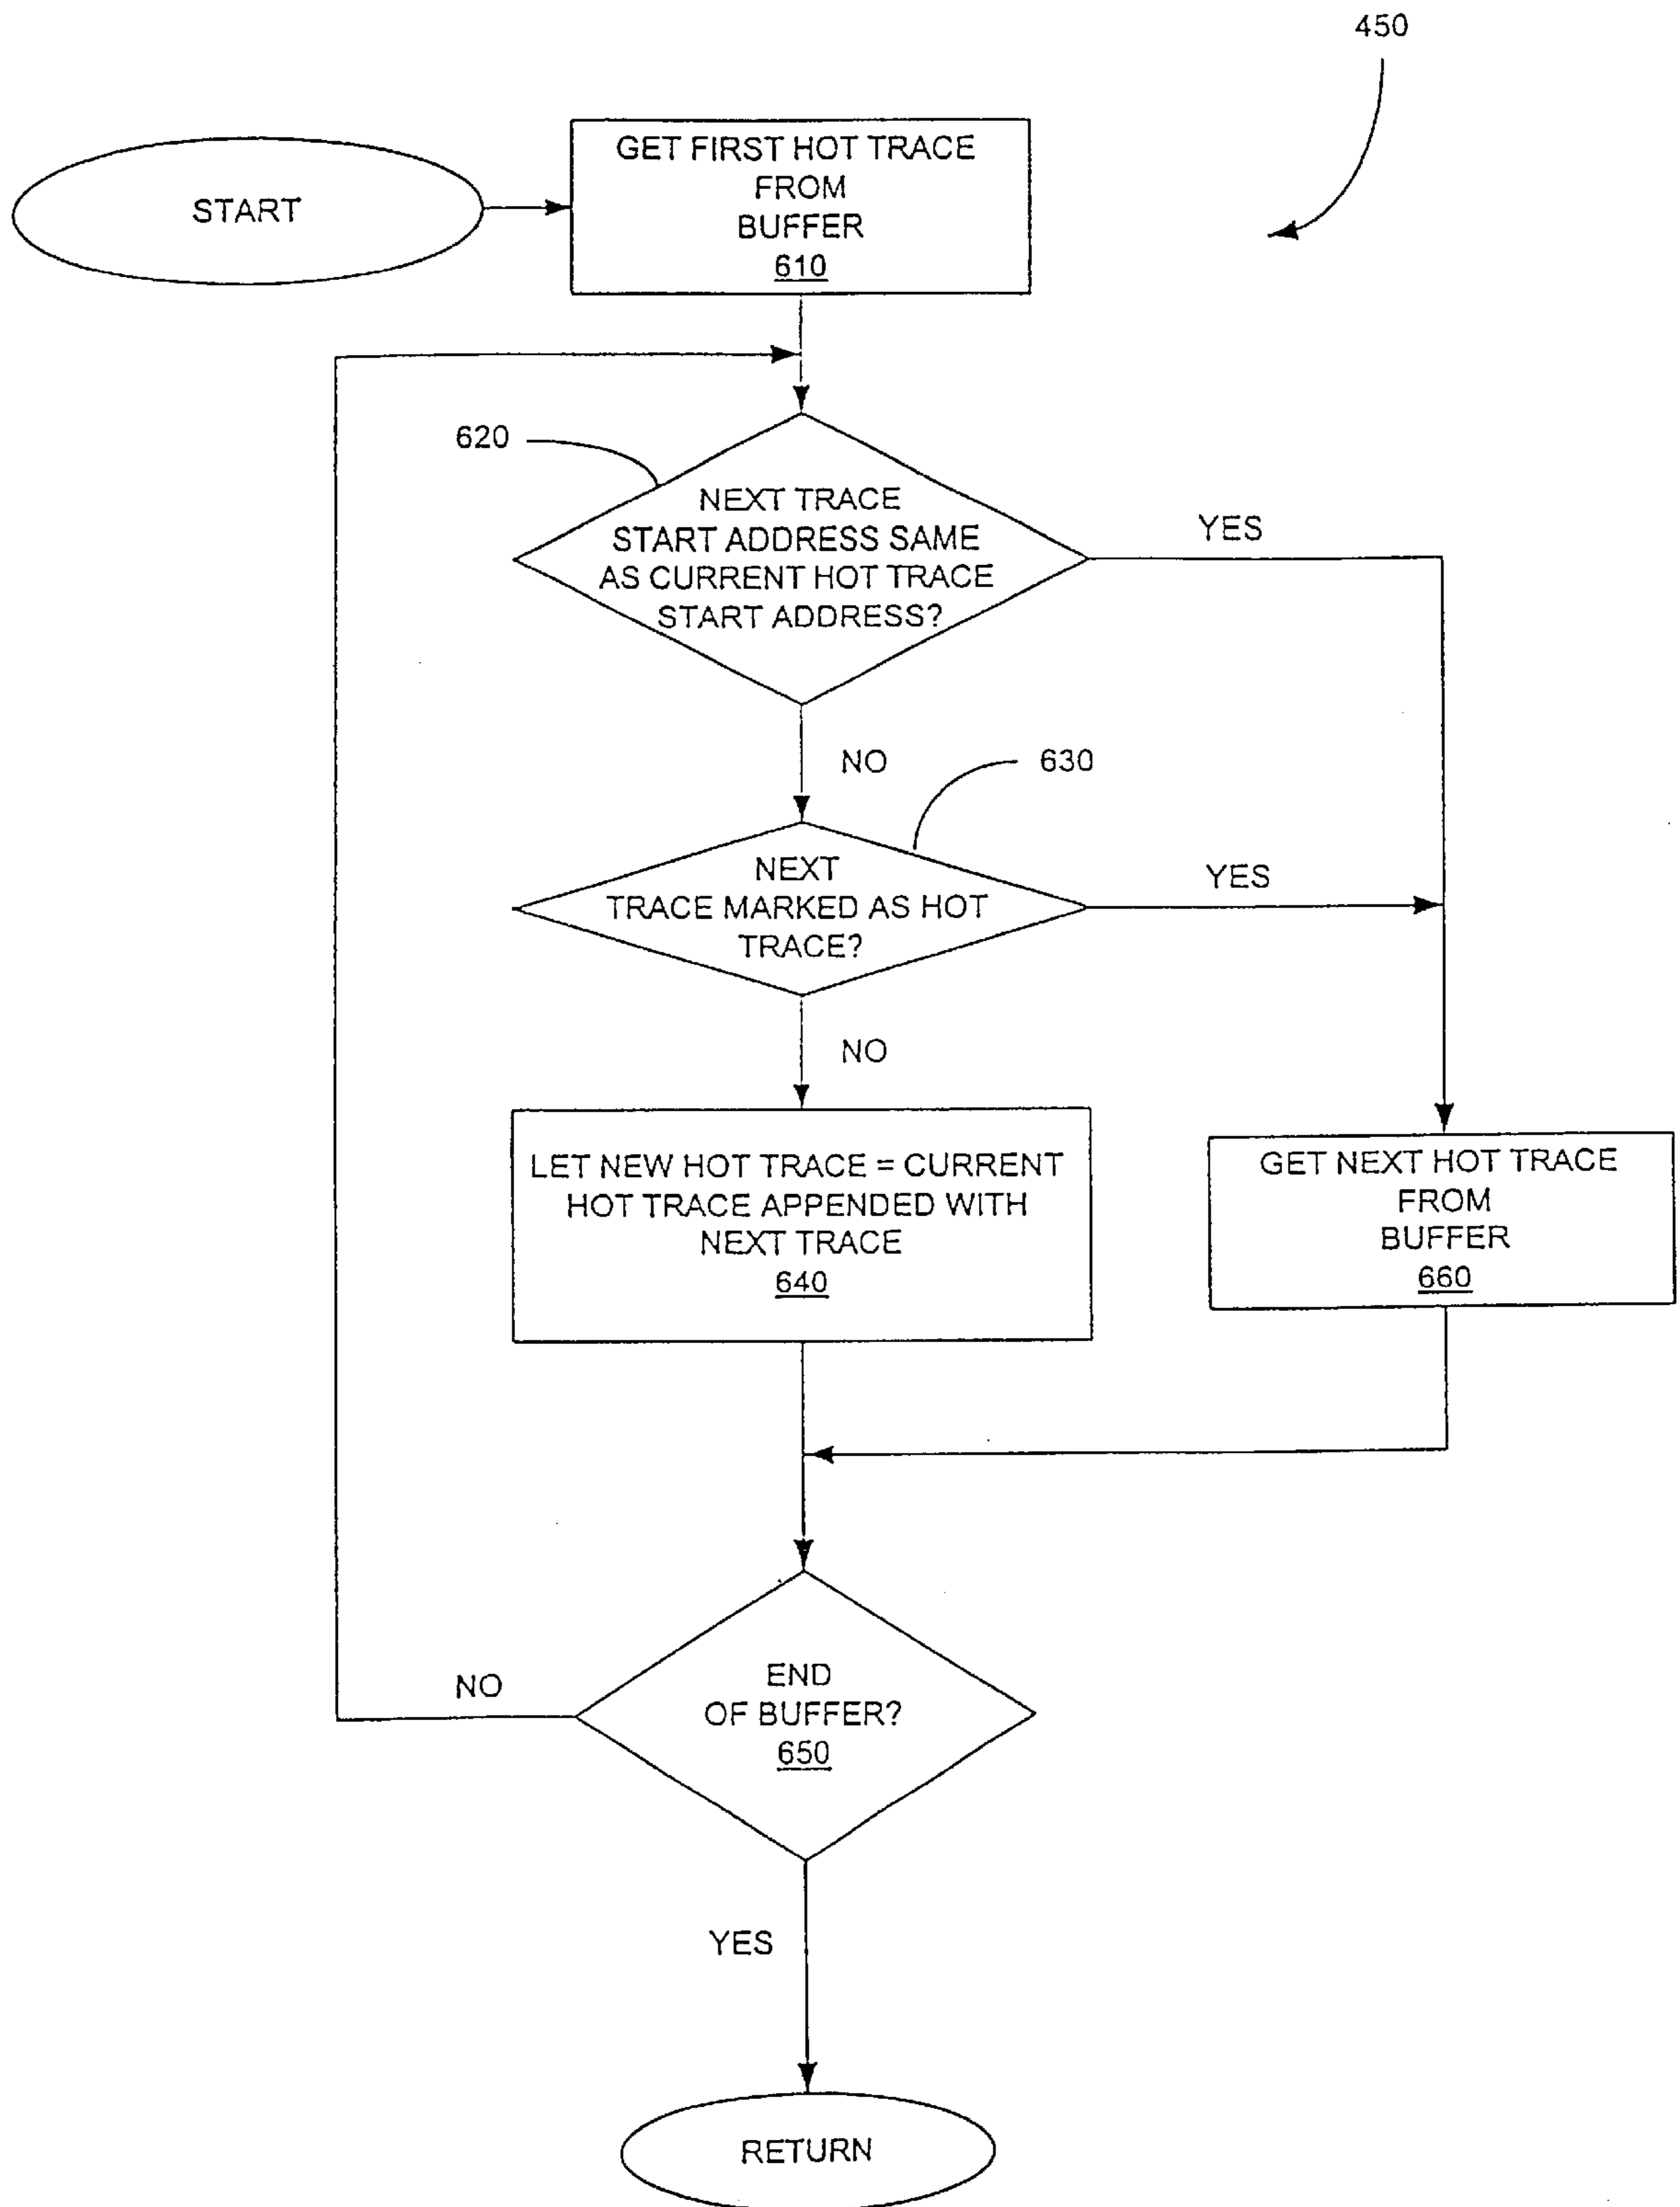 450
START
GET FIRST HOT TRACE
FROM
BUFFER
610
620
NEXT TRACE
START ADDRESS SAME
AS CURRENT HOT TRACE
START ADDRESS?
YES
NO
630
NEXT
TRACE MARKED AS HOT
TRACE?
YES
NO
LET NEW HOT TRACE = CURRENT
HOT TRACE APPENDED WITH
NEXT TRACE
640
GET NEXT HOT TRACE
FROM
BUFFER
660
END
OF BUFFER?
650
NO
YES
RETURN